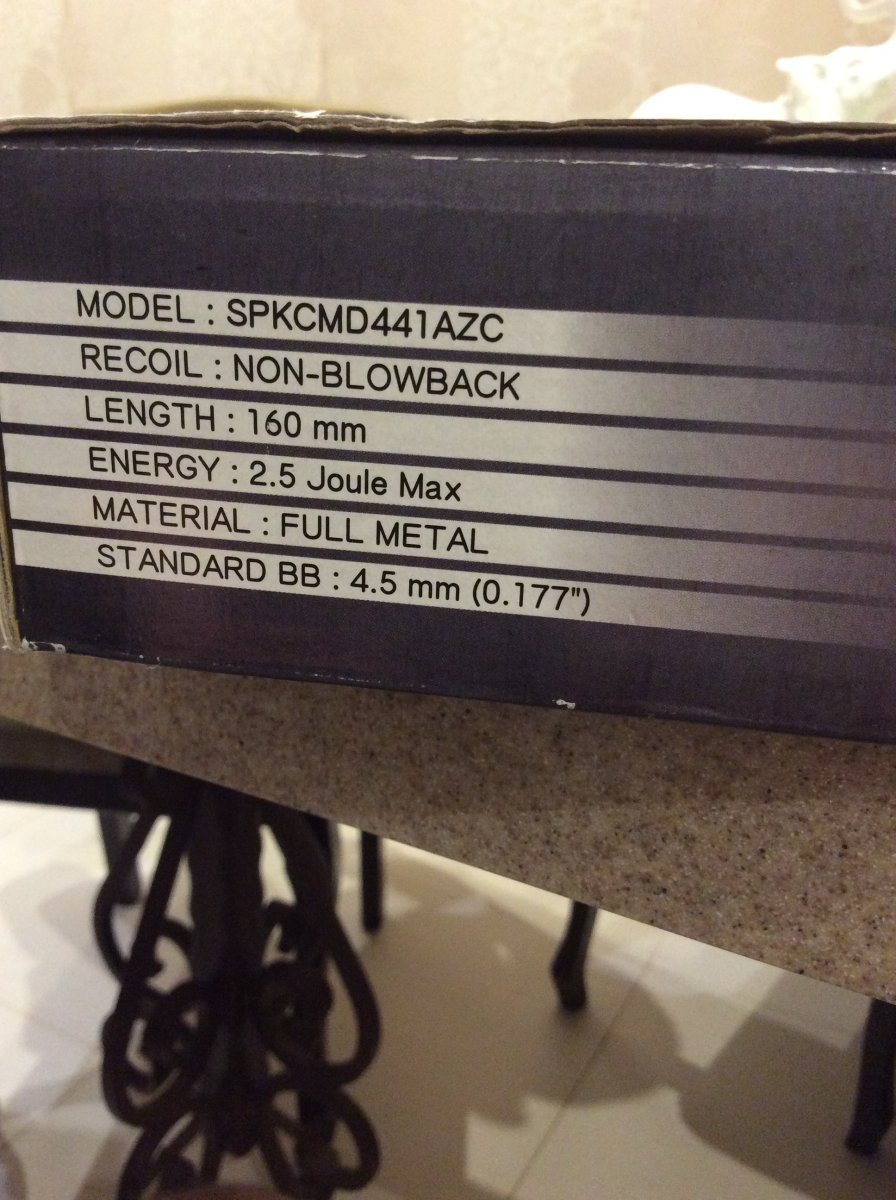 MODEL : SPKCMD441AZC
RECOIL : NON-BLOWBACK
LENGTH : 160 mm
ENERGY : 2.5 Joule Max
MATERIAL : FULL METAL
STANDARD BB : 4.5 mm (0.177")